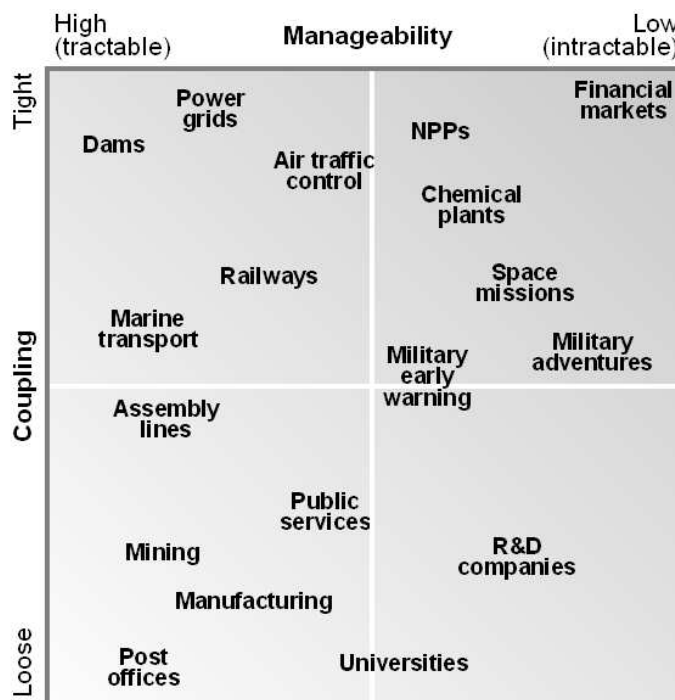 High
(tractable)
Manageability
Low
(intractable)
Tight
Coupling
Loose
Power
grids
Dams
Air traffic
control
Railways
Marine
transport
Financial
markets
NPPs
Chemical
plants
Space
missions
Military
adventures
Military
early
warning
Assembly
lines
Public
services
Mining
Manufacturing
Post
offices
Universities
R&D
companies